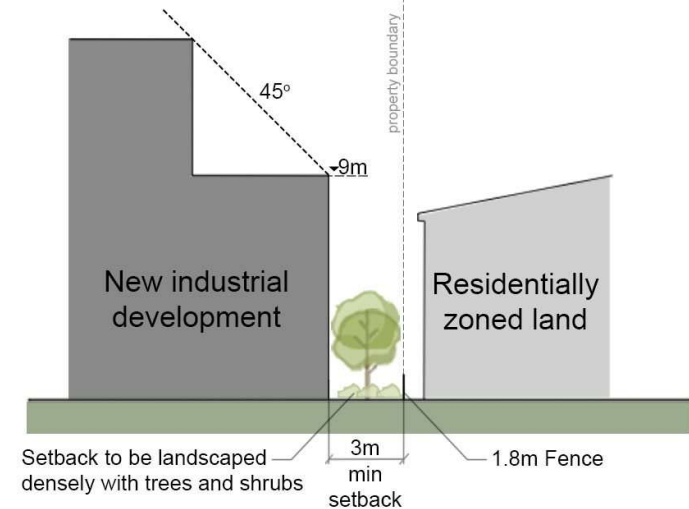 property boundary
45°
9m
New industrial
development
Residentially
zoned land
Setback to be landscaped
densely with trees and shrubs
3m
min
setback
1.8m Fence